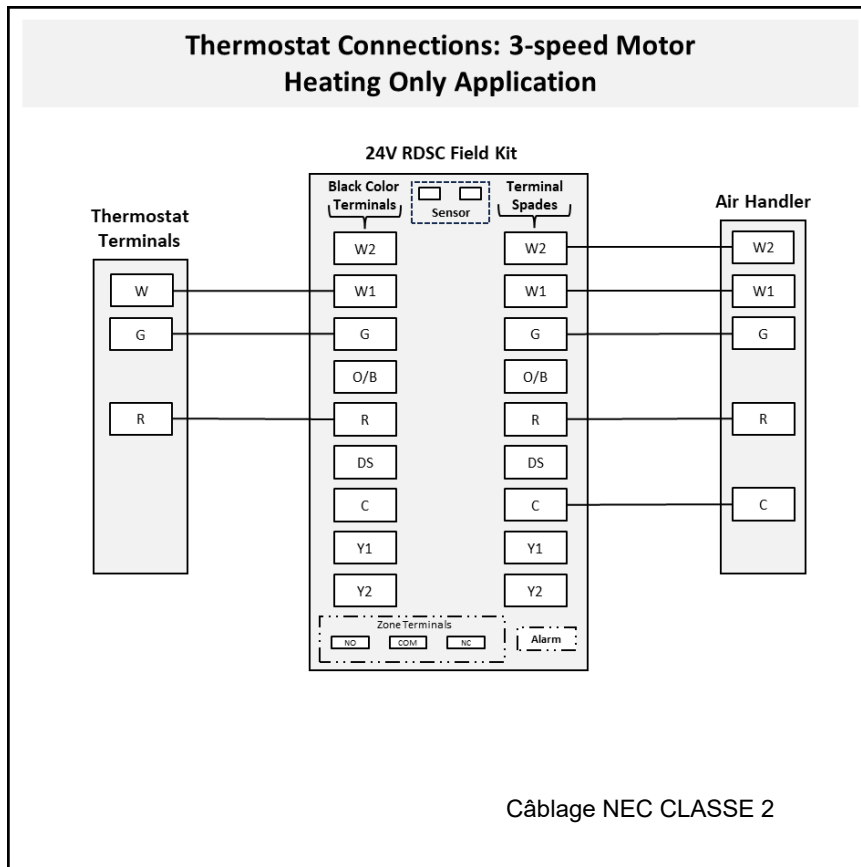 Thermostat Connections: 3-speed Motor
Heating Only Application
24V RDSC Field Kit
Black Color
Terminals
Sensor
Terminal
Spades
Thermostat
Terminals
Air Handler
W2 W2 W2
W W1 W1 W1
G G G G
O/B O/B
R R R R
DS DS
C C C
Y1 Y1
Y2 Y2
Zone Terminals
NO COM NC
Alarm
Câblage NEC CLASSE 2